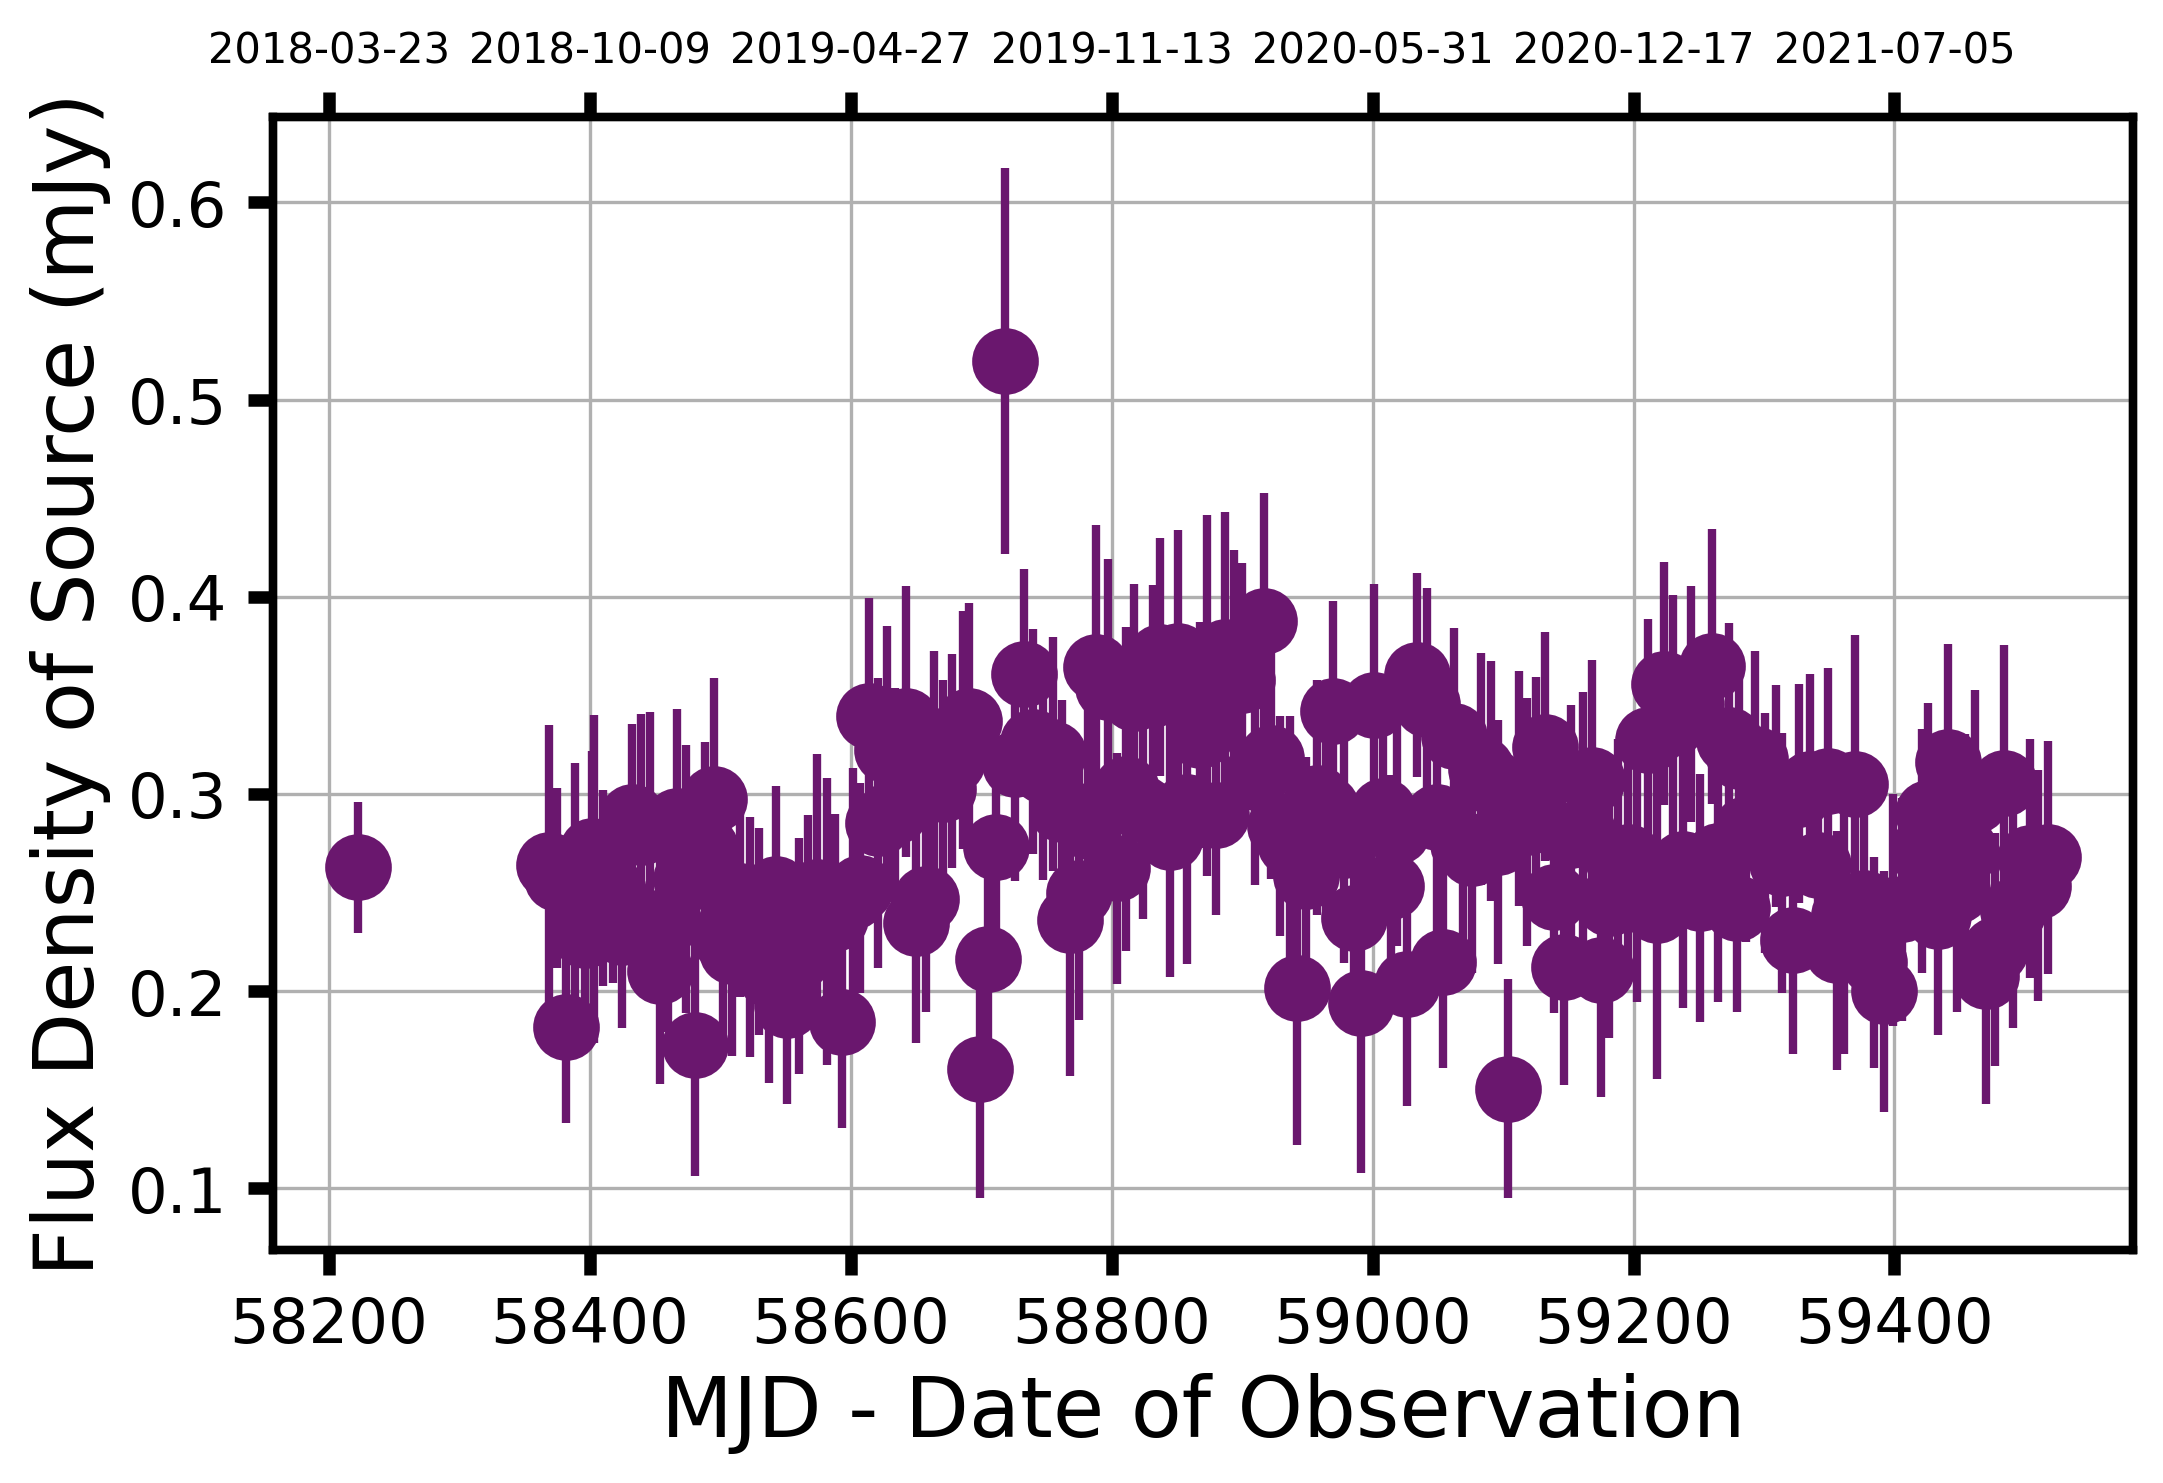 2018-03-23 2018-10-09 2019-04-27 2019-11-13 2020-05-31 2020-12-17 2021-07-05
Flux Density of Source (mJy)
0.6
0.5
0.4
0.3
0.2
0.1
58200 58400 58600 58800 59000 59200 59400
MJD - Date of Observation